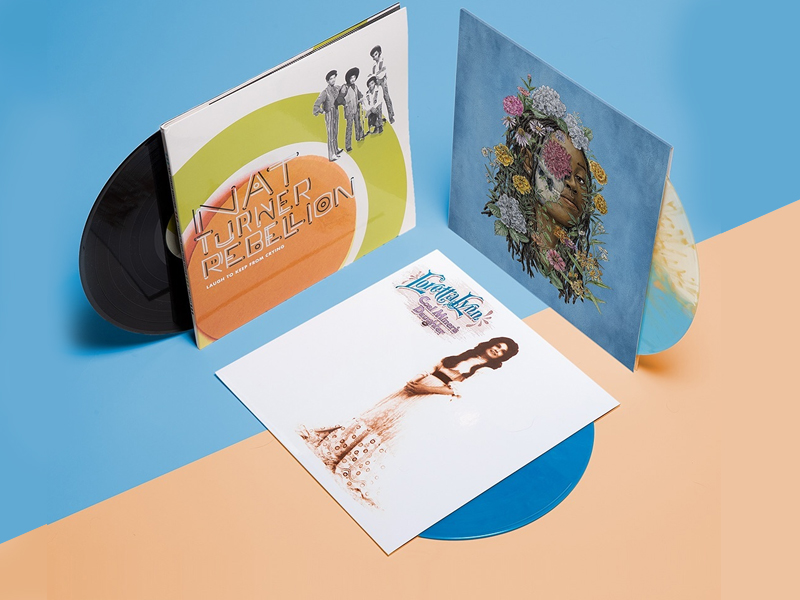 NAT
TURNER
REBELLION
LAUGH TO KEEP FROM CRYING
Loretta Lynn
Coal Miner's
Daughter